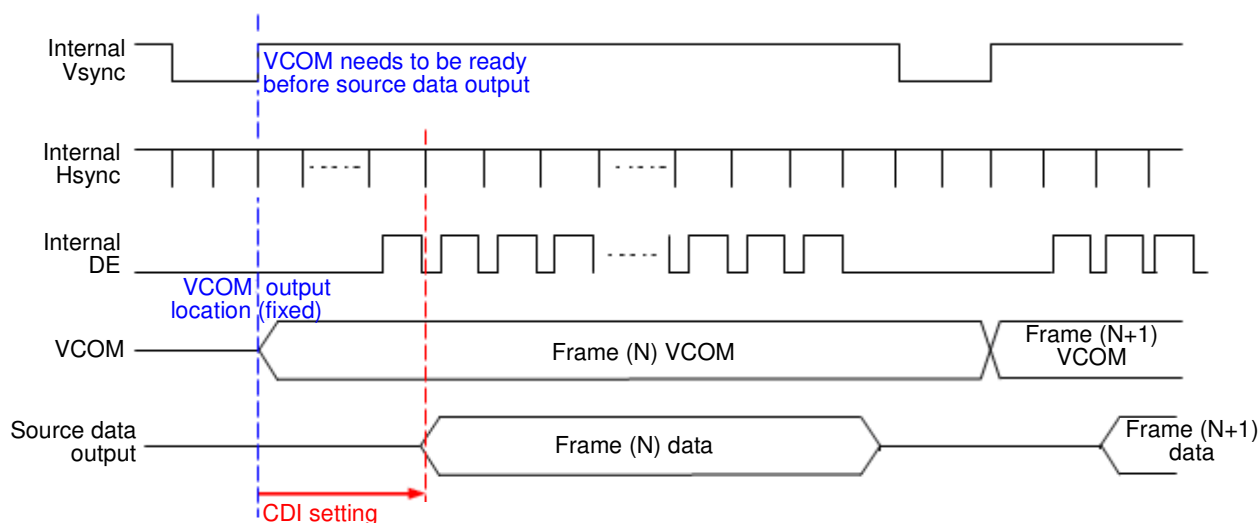 Internal
Vsync
VCOM needs to be ready
before source data output
Internal
Hsync
Internal
DE
VCOM output
location (fixed)
VCOM
Frame (N) VCOM
Frame (N+1)
VCOM
Source data
output
Frame (N) data
Frame (N+1)
data
CDI setting